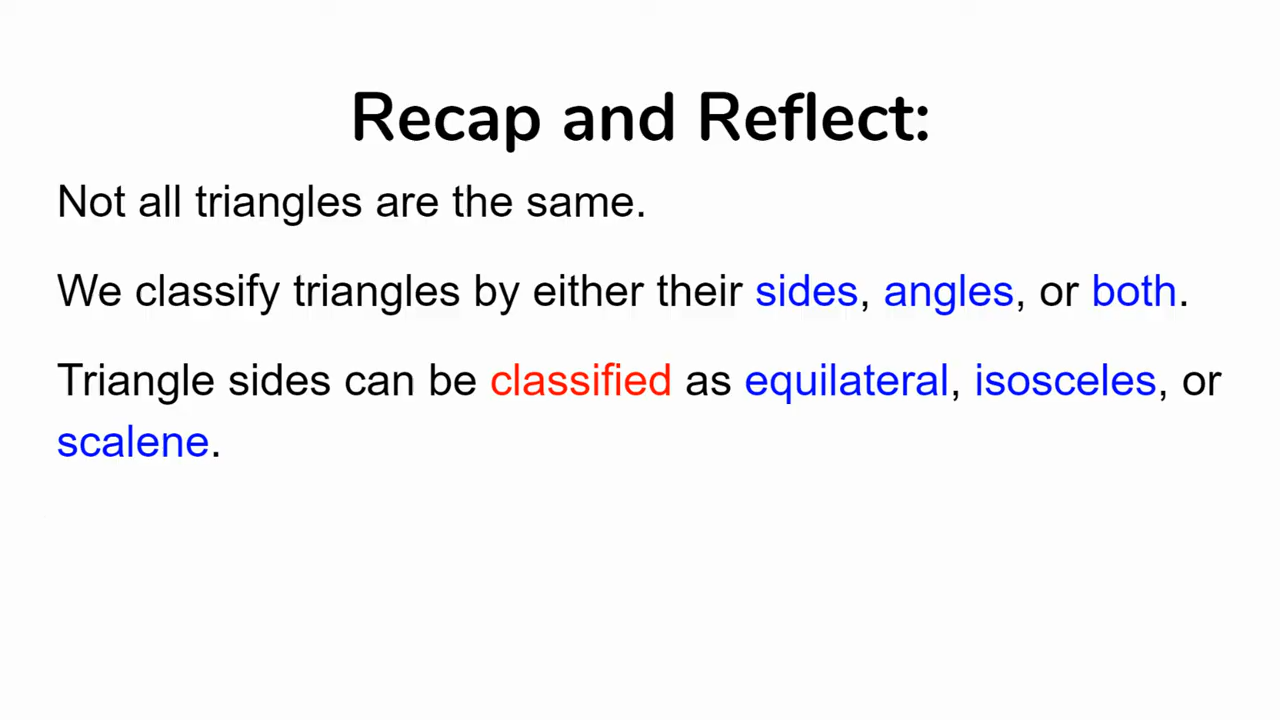 Recap and Reflect:
Not all triangles are the same.
We classify triangles by either their sides, angles, or both.
Triangle sides can be classified as equilateral, isosceles, or
scalene.